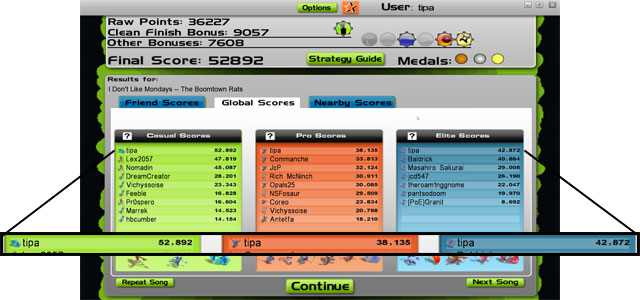 Options
User: tipa
Raw Points: 36227
Clean Finish Bonus: 9057
Other Bonuses: 7608
Final Score: 52892
Strategy Guide
Medals:
Results for:
I Don't Like Mondays -- The Boomtown Rats
Friend Scores
Global Scores
Nearby Scores
? Casual Scores
tipa 52.892
Lex2057 47.819
Nomadin 45.087
DreamCreator 28.201
Vichyssoise 23.343
Feeble 16.828
Pr0spero 16.604
Marrek 14.523
hbcumber 14.154
? Pro Scores
tipa 38.135
Commanche 33.813
JcP 32.124
Rich McNinch 30.911
Opals25 30.085
NSFosaur 29.509
Coreo 23.834
Vichyssoise 20.798
Antetfa 18.210
? Elite Scores
tipa 42.872
Baldrick 40.864
Masahiro Sakurai 29.008
jcd547 26.190
theroam1nggnome 22.047
pantsodoom 19.970
[PoE]Granit 8.692
tipa 52.892
tipa 38.135
tipa 42.872
Repeat Song
Continue
Next Song